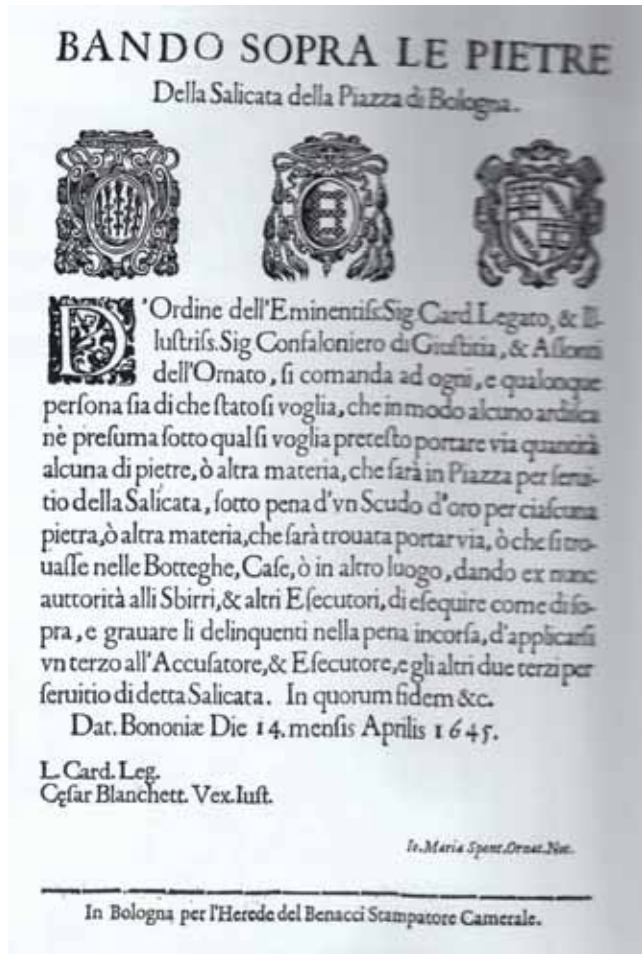 BANDO SOPRA LE PIETRE
Della Salicata della Piazza di Bologna.
D'Ordine dell'Eminentiſs.Sig Card Legato, & Il-
luſtriſs. Sig Confaloniero di Giuſtitia, & Aſſonti
dell'Ornato, ſi comanda ad ogni, e qualonque
perſona ſia di che ſtato ſi voglia, che in modo alcuno ardiſca
nè preſuma ſotto qual ſi voglia preteſto portare via quantità
alcuna di pietre, ò altra materia, che ſarà in Piazza per ſerui-
tio della Salicata, ſotto pena d'vn Scudo d'oro per ciaſcuna
pietra,ò altra materia,che ſarà trouata portar via, ò che ſi tro-
uaſſe nelle Botteghe, Caſe, ò in altro luogo, dando ex nunc
auttorità alli Sbirri,& altri Eſecutori, di eſequire come di ſo-
pra, e grauare li delinquenti nella pena incorſa, d'applicarſi
vn terzo all'Accuſatore,& Eſecutore,e gli altri due terzi per
ſeruitio di detta Salicata. In quorum fidem &c.
Dat. Bononiæ Die 14. menſis Aprilis 1645.
L. Card. Leg.
Cęſar Blanchett. Vex. Iuſt.
Io. Maria Spont. Ornat. Not.
In Bologna per l'Herede del Benacci Stampatore Camerale.